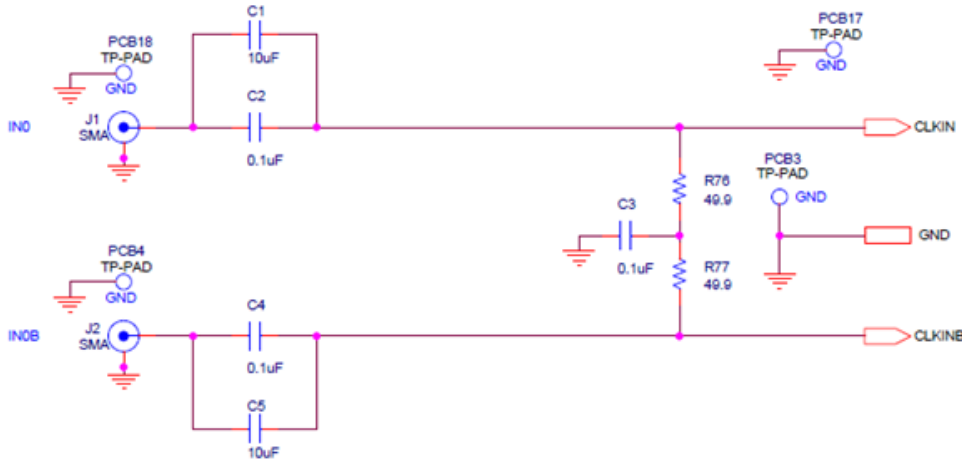 C1
PCB17
TP-PAD
GND
PCB18
TP-PAD
GND
10uF
C2
IN0
J1
SMA
0.1uF
CLKIN
PCB3
TP-PAD
GND
R76
49.9
C3
0.1uF
GND
R77
49.9
PCB4
TP-PAD
GND
C4
IN0B
J2
SMA
0.1uF
CLKINB
C5
10uF